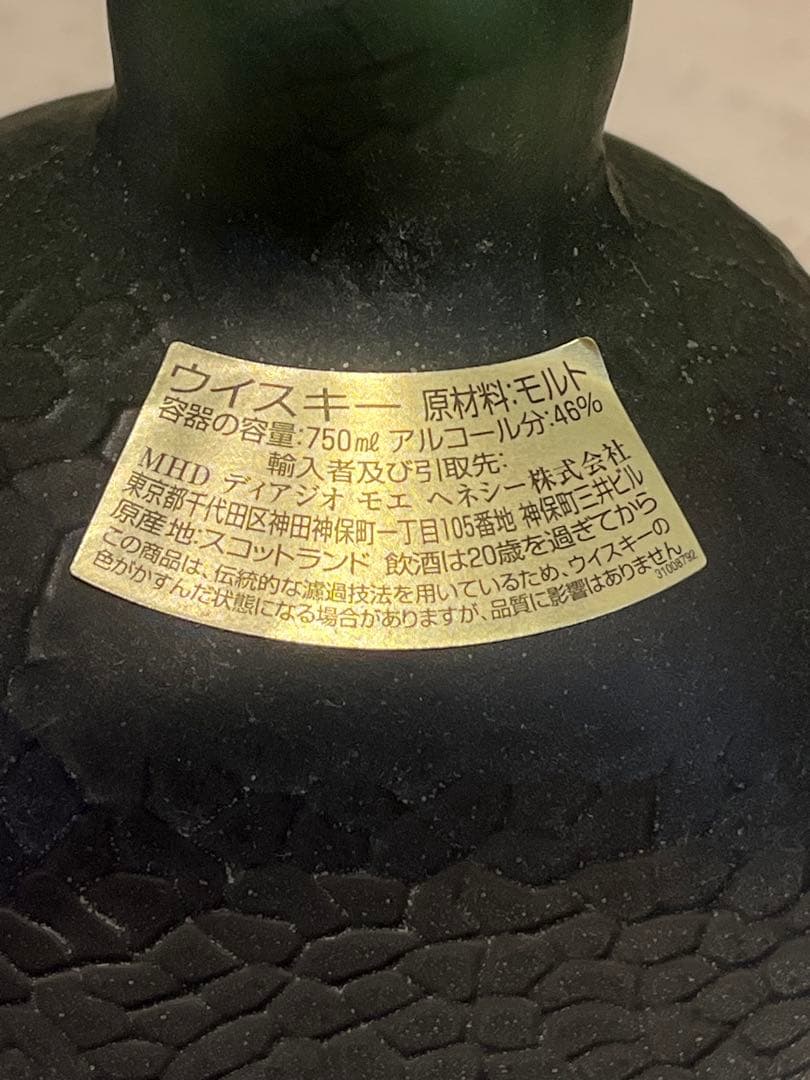 ウイスキー 原材料:モルト
容器の容量:750㎖ アルコール分:46%
輸入者及び引取先:
MHD ディアジオ モエ ヘネシー株式会社
東京都千代田区神田神保町一丁目105番地 神保町三井ビル
原産地:スコットランド 飲酒は20歳を過ぎてから
この商品は、伝統的な濾過技法を用いているため、ウイスキーの
色がかすんだ状態になる場合がありますが、品質に影響はありません
31008792